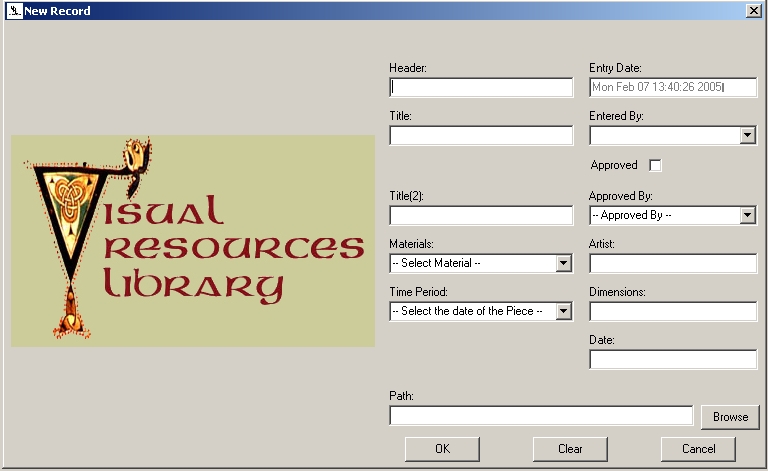 New Record
Header:
Entry Date:
Mon Feb 07 13:40:26 2005
Title:
Entered By:
Approved
Title(2):
Approved By:
-- Approved By --
Materials:
Artist:
-- Select Material --
Time Period:
Dimensions:
-- Select the date of the Piece --
Date:
Path:
Browse
OK
Clear
Cancel
Visual
Resources
Library